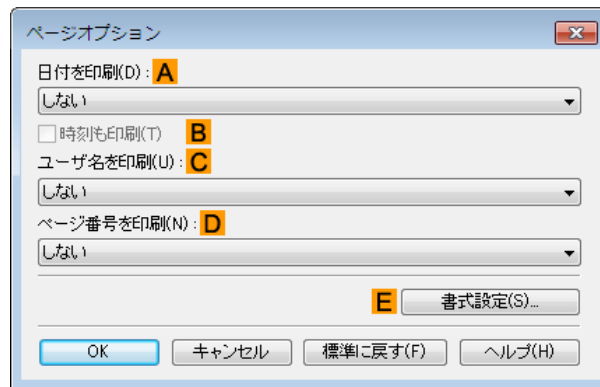 ページオプション
日付を印刷(D) : A
しない
時刻も印刷(T) B
ユーザ名を印刷(U) : C
しない
ページ番号を印刷(N) : D
しない
E 書式設定(S)...
OK キャンセル 標準に戻す(F) ヘルプ(H)